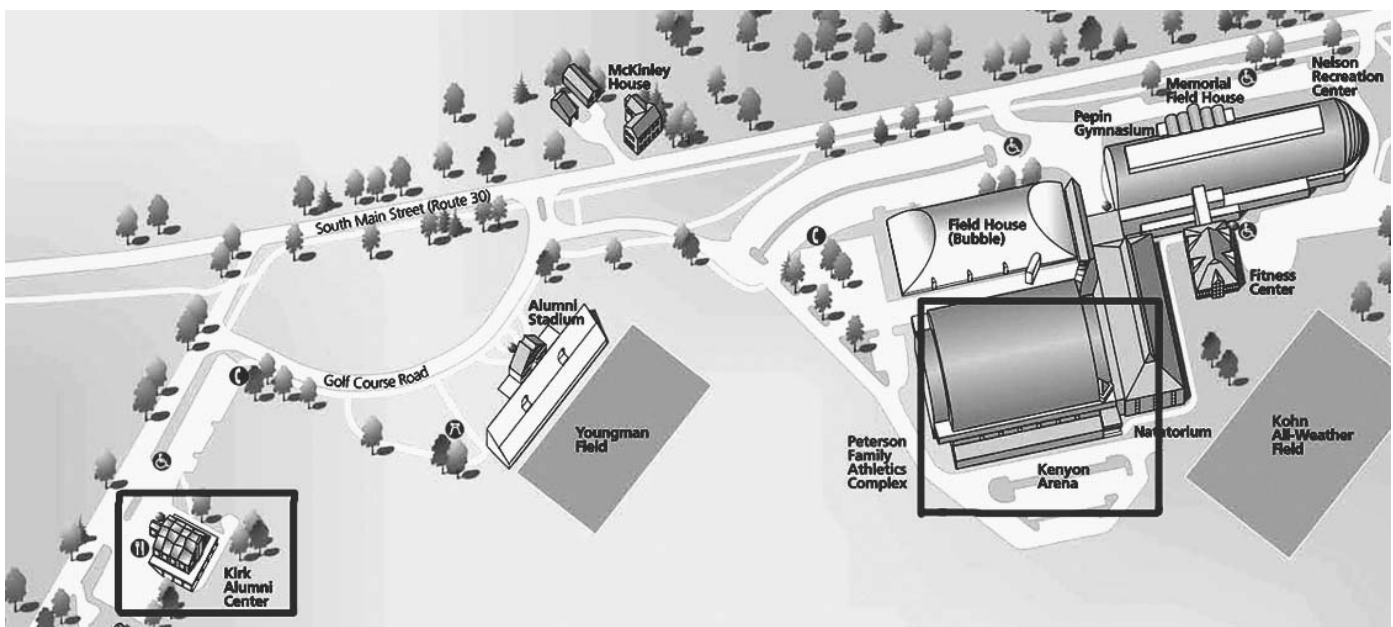 McKinley
House
Nelson
Recreation
Center
Memorial
Field House
Pepin
Gymnasium
South Main Street (Route 30)
Field House
(Bubble)
Fitness
Center
Alumni
Stadium
Golf Course Road
Youngman
Field
Peterson
Family
Athletics
Complex
Natatorium
Kenyon
Arena
Kohn
All-Weather
Field
Kirk
Alumni
Center